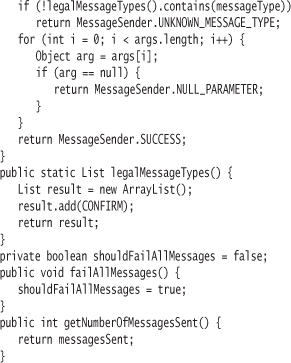 if (!legalMessageTypes().contains(messageType))
return MessageSender.UNKNOWN_MESSAGE_TYPE;
for (int i = 0; i < args.length; i++) {
Object arg = args[i];
if (arg == null) {
return MessageSender.NULL_PARAMETER;
}
}
return MessageSender.SUCCESS;
}
public static List legalMessageTypes() {
List result = new ArrayList();
result.add(CONFIRM);
return result;
}
private boolean shouldFailAllMessages = false;
public void failAllMessages() {
shouldFailAllMessages = true;
}
public int getNumberOfMessagesSent() {
return messagesSent;
}